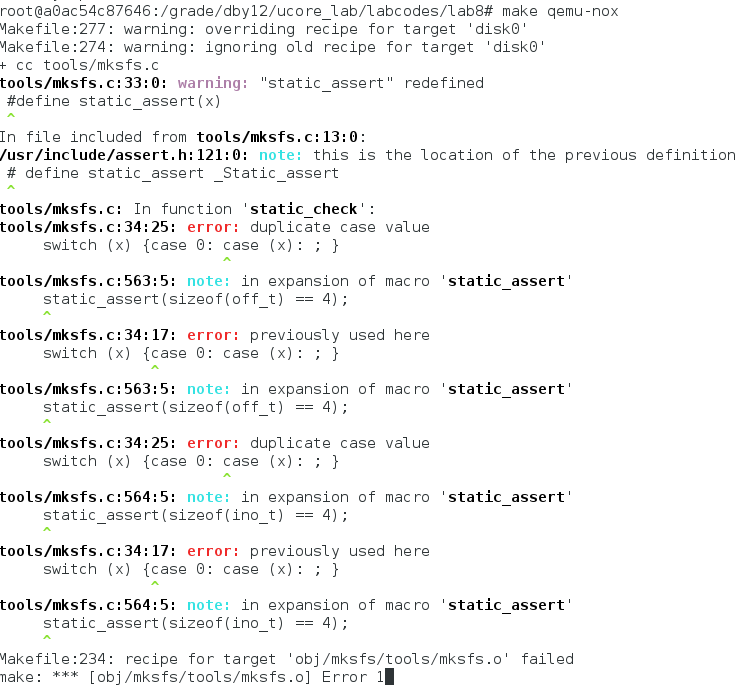 root@a0ac54c87646:/grade/dby12/ucore_lab/labcodes/lab8# make qemu-nox
Makefile:277: warning: overriding recipe for target 'disk0'
Makefile:274: warning: ignoring old recipe for target 'disk0'
+ cc tools/mksfs.c
tools/mksfs.c:33:0: warning: "static_assert" redefined
 #define static_assert(x)
 ^
In file included from tools/mksfs.c:13:0:
/usr/include/assert.h:121:0: note: this is the location of the previous definition
 # define static_assert _Static_assert
 ^
tools/mksfs.c: In function 'static_check':
tools/mksfs.c:34:25: error: duplicate case value
     switch (x) {case 0: case (x): ; }
                         ^
tools/mksfs.c:563:5: note: in expansion of macro 'static_assert'
     static_assert(sizeof(off_t) == 4);
     ^
tools/mksfs.c:34:17: error: previously used here
     switch (x) {case 0: case (x): ; }
                 ^
tools/mksfs.c:563:5: note: in expansion of macro 'static_assert'
     static_assert(sizeof(off_t) == 4);
     ^
tools/mksfs.c:34:25: error: duplicate case value
     switch (x) {case 0: case (x): ; }
                         ^
tools/mksfs.c:564:5: note: in expansion of macro 'static_assert'
     static_assert(sizeof(ino_t) == 4);
     ^
tools/mksfs.c:34:17: error: previously used here
     switch (x) {case 0: case (x): ; }
                 ^
tools/mksfs.c:564:5: note: in expansion of macro 'static_assert'
     static_assert(sizeof(ino_t) == 4);
     ^
Makefile:234: recipe for target 'obj/mksfs/tools/mksfs.o' failed
make: *** [obj/mksfs/tools/mksfs.o] Error 1